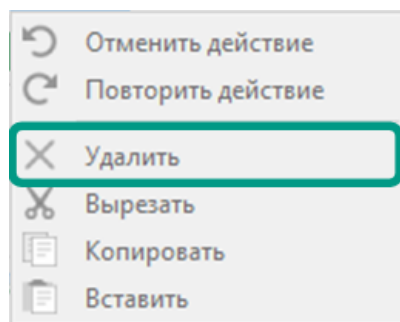 Отменить действие
Повторить действие
Удалить
Вырезать
Копировать
Вставить